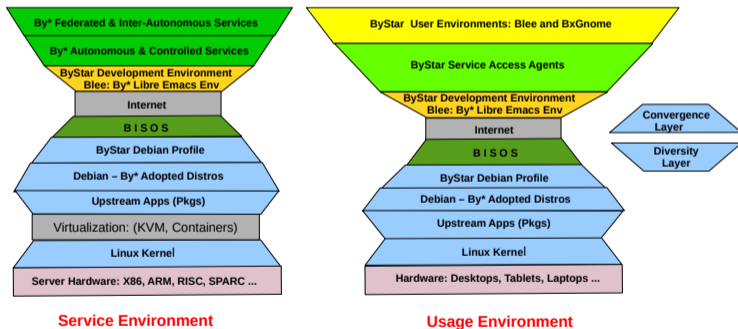 By* Federated & Inter-Autonomous Services
By* Autonomous & Controlled Services
ByStar Development Environment
Blee: By* Libre Emacs Env
Internet
B I S O S
ByStar Debian Profile
Debian – By* Adopted Distros
Upstream Apps (Pkgs)
Virtualization: (KVM, Containers)
Linux Kernel
Server Hardware: X86, ARM, RISC, SPARC ...
Service Environment
ByStar User Environments: Blee and BxGnome
ByStar Service Access Agents
ByStar Development Environment
Blee: By* Libre Emacs Env
Internet
B I S O S
ByStar Debian Profile
Debian – By* Adopted Distros
Upstream Apps (Pkgs)
Linux Kernel
Hardware: Desktops, Tablets, Laptops ...
Usage Environment
Convergence
Layer
Diversity
Layer